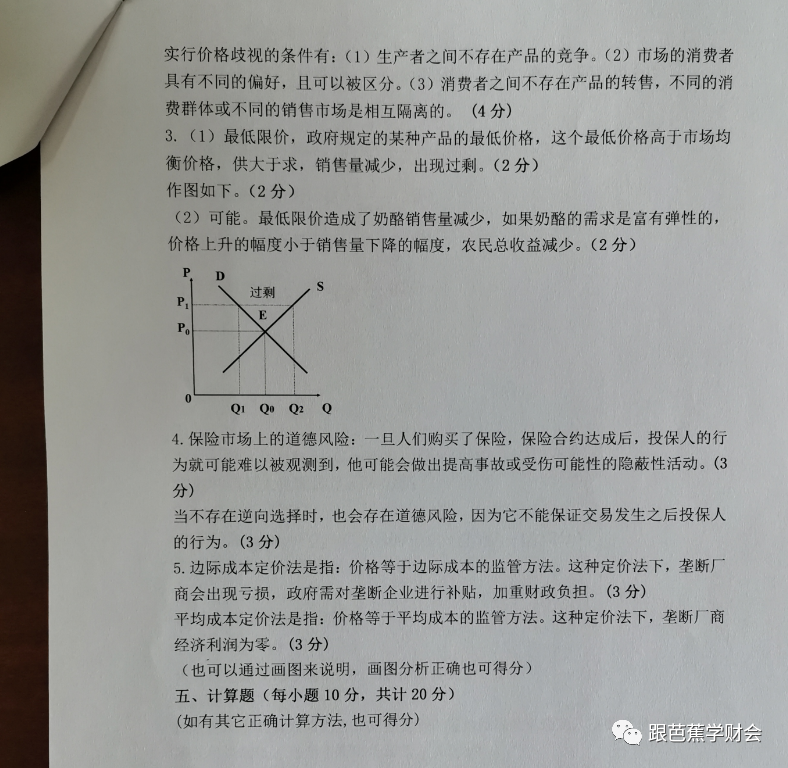 实行价格歧视的条件有：（1）生产者之间不存在产品的竞争。（2）市场的消费者
具有不同的偏好，且可以被区分。（3）消费者之间不存在产品的转售，不同的消
费群体或不同的销售市场是相互隔离的。（4分）
3.（1）最低限价，政府规定的某种产品的最低价格，这个最低价格高于市场均
衡价格，供大于求，销售量减少，出现过剩。（2分）
作图如下。（2分）
（2）可能。最低限价造成了奶酪销售量减少，如果奶酪的需求是富有弹性的，
价格上升的幅度小于销售量下降的幅度，农民总收益减少。（2分）
P D 过剩 S
P1
E
P0
0
Q1 Q0 Q2 Q
4.保险市场上的道德风险：一旦人们购买了保险，保险合约达成后，投保人的行
为就可能难以被观测到，他可能会做出提高事故或受伤可能性的隐蔽性活动。(3
分)
当不存在逆向选择时，也会存在道德风险，因为它不能保证交易发生之后投保人
的行为。(3分)
5.边际成本定价法是指：价格等于边际成本的监管方法。这种定价法下，垄断厂
商会出现亏损，政府需对垄断企业进行补贴，加重财政负担。(3分)
平均成本定价法是指：价格等于平均成本的监管方法。这种定价法下，垄断厂商
经济利润为零。(3分)
（也可以通过画图来说明，画图分析正确也可得分）
五、计算题（每小题10分，共计20分）
(如有其它正确计算方法,也可得分)
跟芭蕉学财会